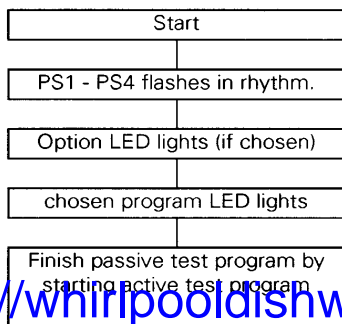 Start
PS1 - PS4 flashes in rhythm.
Option LED lights (if chosen)
chosen program LED lights
Finish passive test program by
starting active test program
//whirlpooldishw